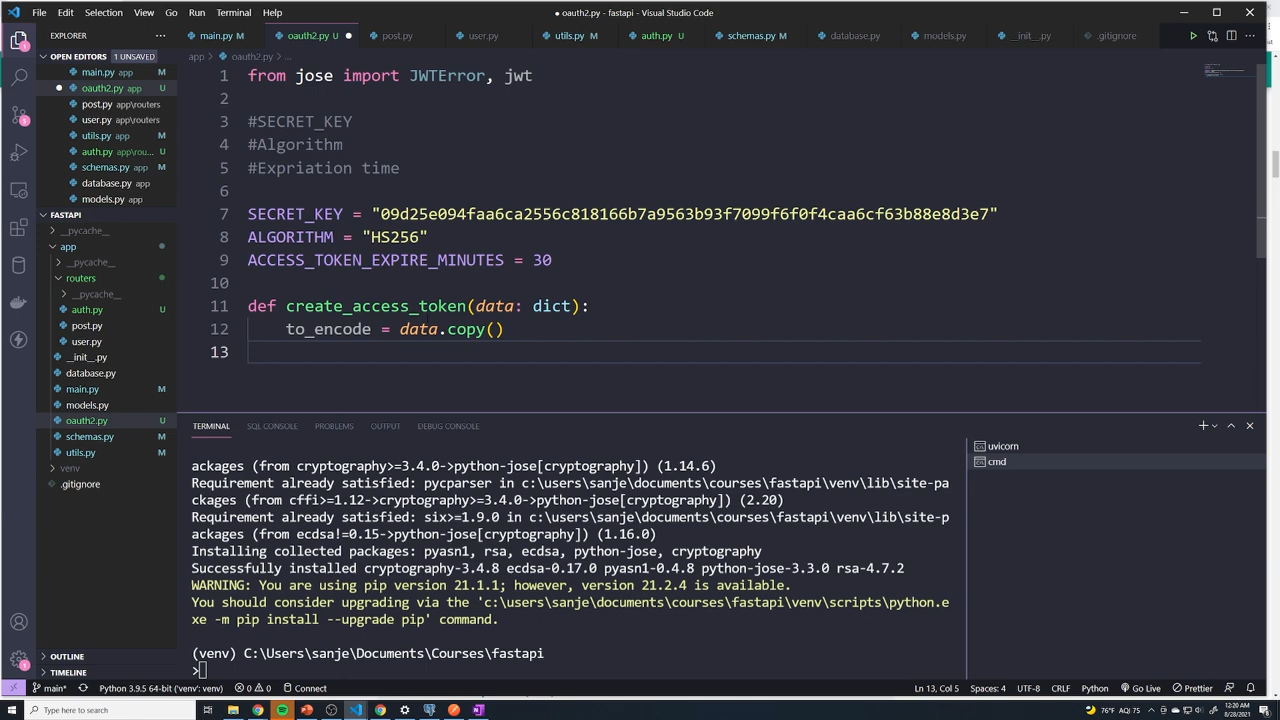 File Edit Selection View Go Run Terminal Help
● oauth2.py - fastapi - Visual Studio Code
EXPLORER
main.py M
oauth2.py U ●
post.py
user.py
utils.py M
auth.py U
schemas.py M
database.py
models.py
__init__.py
.gitignore
OPEN EDITORS 1 UNSAVED
main.py app M
oauth2.py app U
post.py app\routers
user.py app\routers
utils.py app M
auth.py app\rou... U
schemas.py app M
database.py app
models.py app
FASTAPI
__pycache__
app
__pycache__
routers
__pycache__
auth.py U
post.py
user.py
__init__.py
database.py
main.py M
models.py
oauth2.py U
schemas.py M
utils.py M
venv
.gitignore
OUTLINE
TIMELINE
app > oauth2.py > ...
1 from jose import JWTError, jwt
2
3 #SECRET_KEY
4 #Algorithm
5 #Expriation time
6
7 SECRET_KEY = "09d25e094faa6ca2556c818166b7a9563b93f7099f6f0f4caa6cf63b88e8d3e7"
8 ALGORITHM = "HS256"
9 ACCESS_TOKEN_EXPIRE_MINUTES = 30
10
11 def create_access_token(data: dict):
12 to_encode = data.copy()
13
TERMINAL SQL CONSOLE PROBLEMS OUTPUT DEBUG CONSOLE
uvicorn
cmd
ackages (from cryptography>=3.4.0->python-jose[cryptography]) (1.14.6)
Requirement already satisfied: pycparser in c:\users\sanje\documents\courses\fastapi\venv\lib\site-pa
ckages (from cffi>=1.12->cryptography>=3.4.0->python-jose[cryptography]) (2.20)
Requirement already satisfied: six>=1.9.0 in c:\users\sanje\documents\courses\fastapi\venv\lib\site-p
ackages (from ecdsa!=0.15->python-jose[cryptography]) (1.16.0)
Installing collected packages: pyasn1, rsa, ecdsa, python-jose, cryptography
Successfully installed cryptography-3.4.8 ecdsa-0.17.0 pyasn1-0.4.8 python-jose-3.3.0 rsa-4.7.2
WARNING: You are using pip version 21.1.1; however, version 21.2.4 is available.
You should consider upgrading via the 'c:\users\sanje\documents\courses\fastapi\venv\scripts\python.e
xe -m pip install --upgrade pip' command.
(venv) C:\Users\sanje\Documents\Courses\fastapi
>
main* Python 3.9.5 64-bit ('venv': venv) 0 0 Connect
Ln 13, Col 5 Spaces: 4 UTF-8 CRLF Python Go Live Prettier
Type here to search
76°F AQI 75
12:20 AM
8/28/2021